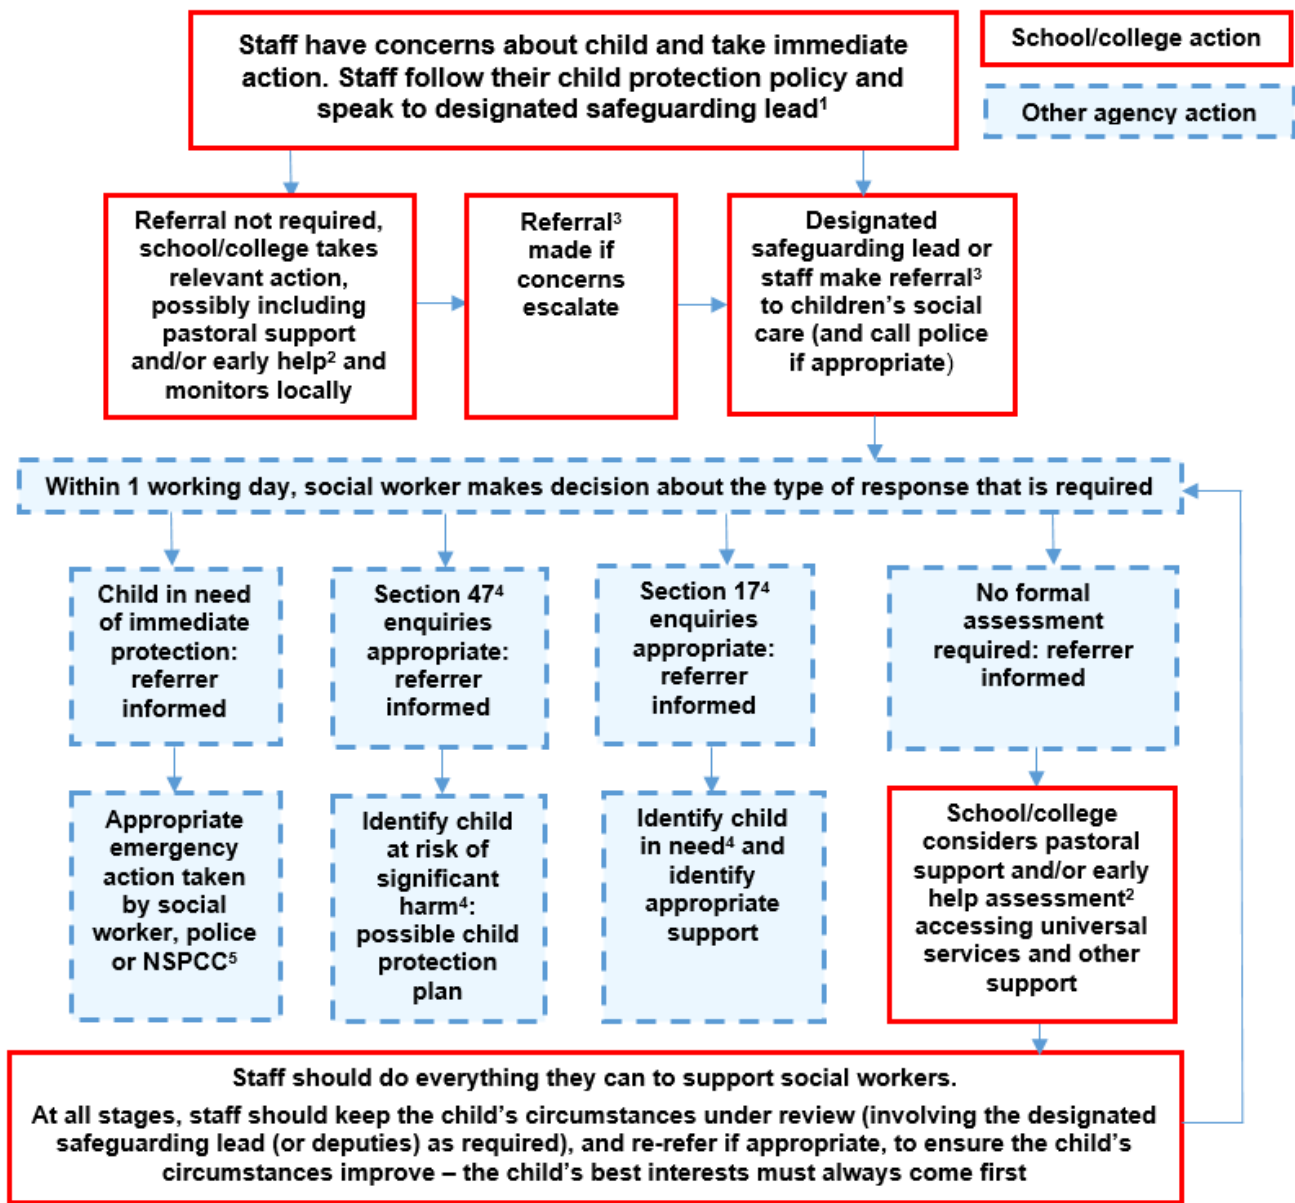 Staff have concerns about child and take immediate
action. Staff follow their child protection policy and
speak to designated safeguarding lead¹
School/college action
Other agency action
Referral not required,
school/college takes
relevant action,
possibly including
pastoral support
and/or early help² and
monitors locally
Referral³
made if
concerns
escalate
Designated
safeguarding lead or
staff make referral³
to children’s social
care (and call police
if appropriate)
Within 1 working day, social worker makes decision about the type of response that is required
Child in need
of immediate
protection:
referrer
informed
Section 47⁴
enquiries
appropriate:
referrer
informed
Section 17⁴
enquiries
appropriate:
referrer
informed
No formal
assessment
required: referrer
informed
Appropriate
emergency
action taken
by social
worker, police
or NSPCC⁵
Identify child
at risk of
significant
harm⁴:
possible child
protection
plan
Identify child
in need⁴ and
identify
appropriate
support
School/college
considers pastoral
support and/or early
help assessment²
accessing universal
services and other
support
Staff should do everything they can to support social workers.
At all stages, staff should keep the child’s circumstances under review (involving the designated
safeguarding lead (or deputies) as required), and re-refer if appropriate, to ensure the child’s
circumstances improve – the child’s best interests must always come first